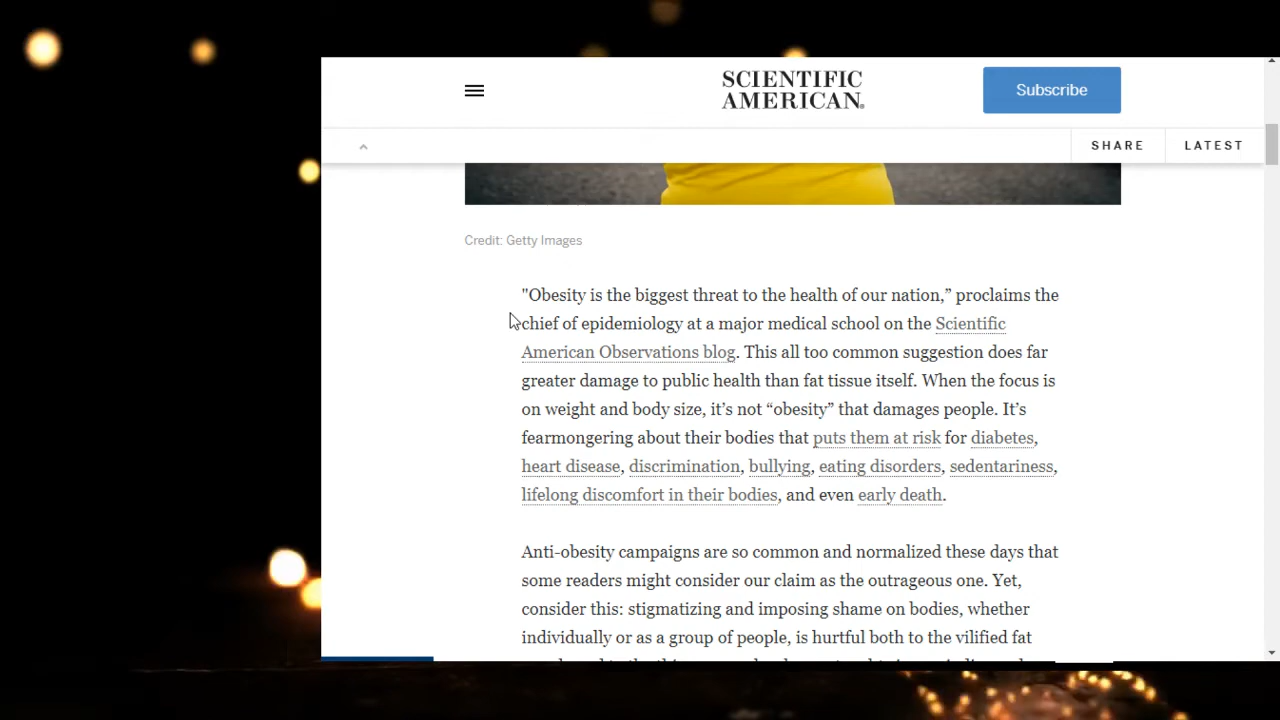 SCIENTIFIC
AMERICAN®
Subscribe
SHARE
LATEST
Credit: Getty Images
"Obesity is the biggest threat to the health of our nation,” proclaims the
chief of epidemiology at a major medical school on the Scientific
American Observations blog. This all too common suggestion does far
greater damage to public health than fat tissue itself. When the focus is
on weight and body size, it’s not “obesity” that damages people. It’s
fearmongering about their bodies that puts them at risk for diabetes,
heart disease, discrimination, bullying, eating disorders, sedentariness,
lifelong discomfort in their bodies, and even early death.
Anti-obesity campaigns are so common and normalized these days that
some readers might consider our claim as the outrageous one. Yet,
consider this: stigmatizing and imposing shame on bodies, whether
individually or as a group of people, is hurtful both to the vilified fat